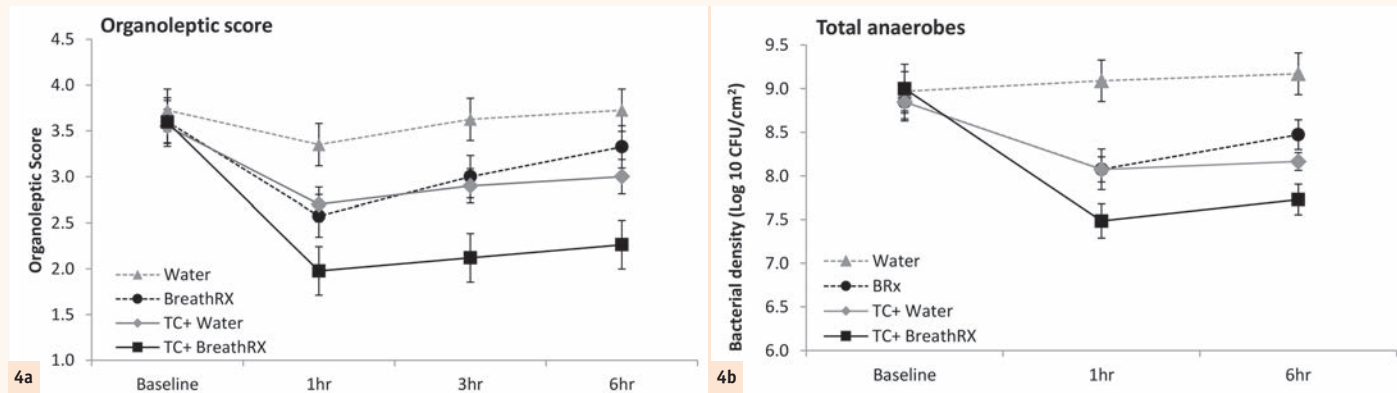 Organoleptic score
4.5
4.0
3.5
3.0
2.5
2.0
1.5
1.0
Organoleptic Score
Water
BreathRX
TC+ Water
TC+ BreathRX
Baseline
1hr
3hr
6hr
4a
Total anaerobes
9.5
9.0
8.5
8.0
7.5
7.0
6.5
6.0
Bacterial density (Log 10 CFU/cm²)
Water
BRx
TC+ Water
TC+ BreathRX
Baseline
1hr
6hr
4b